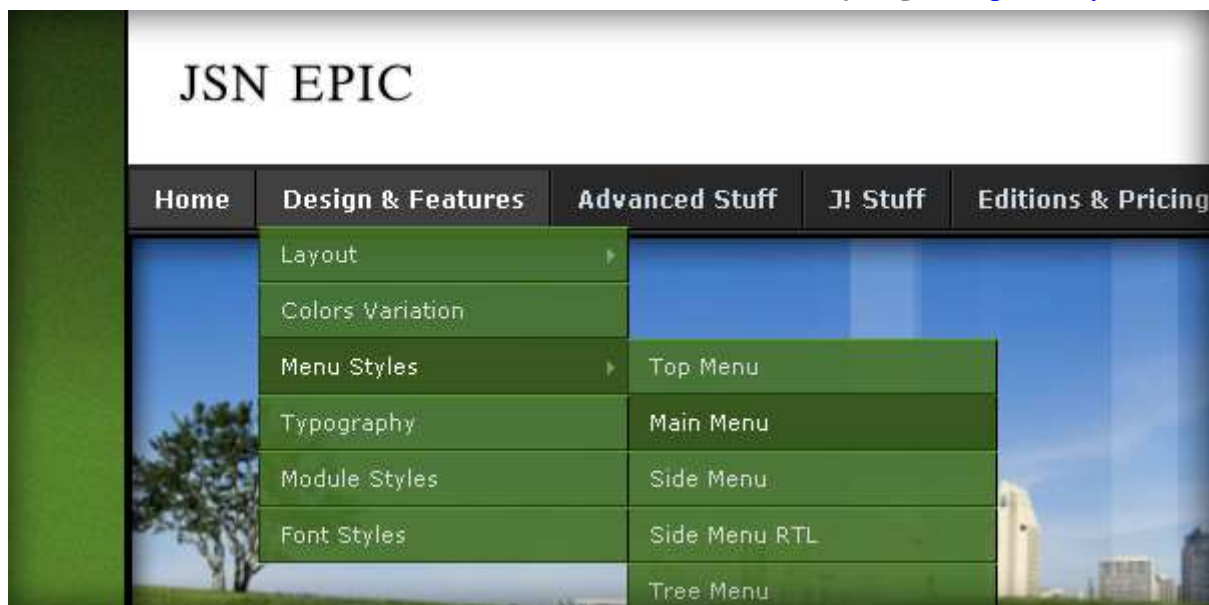 JSN EPIC
Home Design & Features Advanced Stuff J! Stuff Editions & Pricing
Layout
Colors Variation
Menu Styles
Typography
Module Styles
Font Styles
Top Menu
Main Menu
Side Menu
Side Menu RTL
Tree Menu